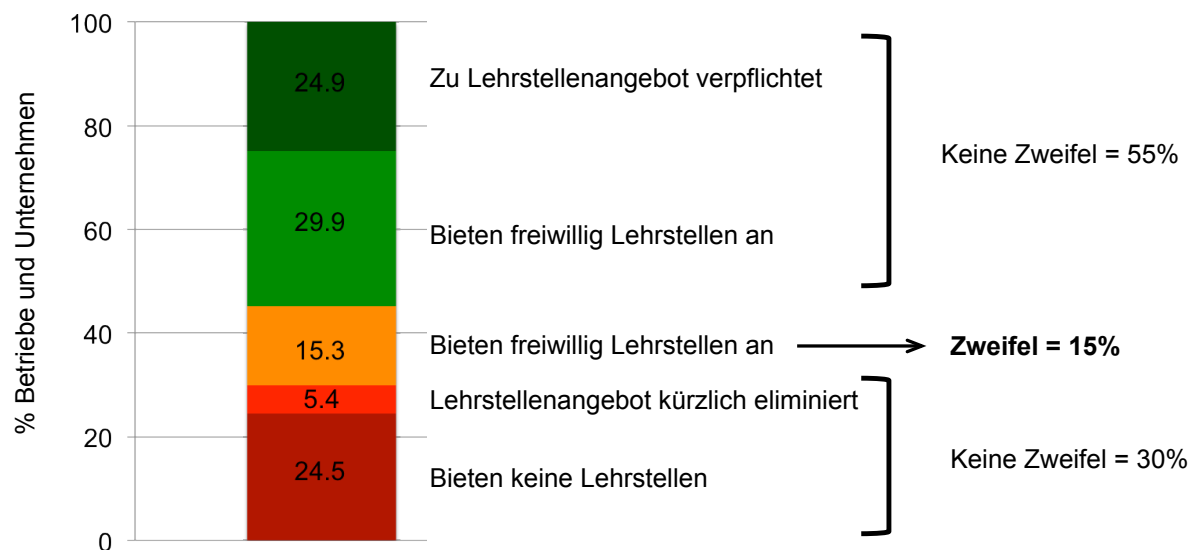 % Betriebe und Unternehmen
100
80
60
40
20
0
24.9
29.9
15.3
5.4
24.5
Zu Lehrstellenangebot verpflichtet
Bieten freiwillig Lehrstellen an
Bieten freiwillig Lehrstellen an
Lehrstellenangebot kürzlich eliminiert
Bieten keine Lehrstellen
Keine Zweifel = 55%
Zweifel = 15%
Keine Zweifel = 30%